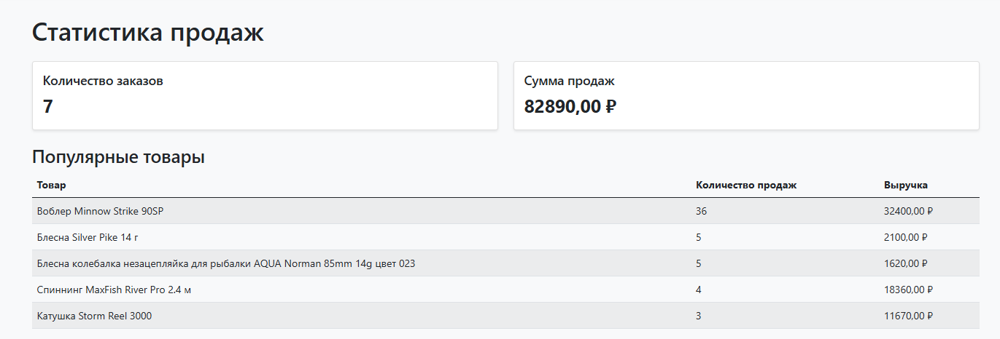 Статистика продаж
Количество заказов
7
Сумма продаж
82890,00 ₽
Популярные товары
Товар Количество продаж Выручка
Воблер Minnow Strike 90SP 36 32400,00 ₽
Блесна Silver Pike 14 г 5 2100,00 ₽
Блесна колебалка незацепляйка для рыбалки AQUA Norman 85mm 14g цвет 023 5 1620,00 ₽
Спиннинг MaxFish River Pro 2.4 м 4 18360,00 ₽
Катушка Storm Reel 3000 3 11670,00 ₽